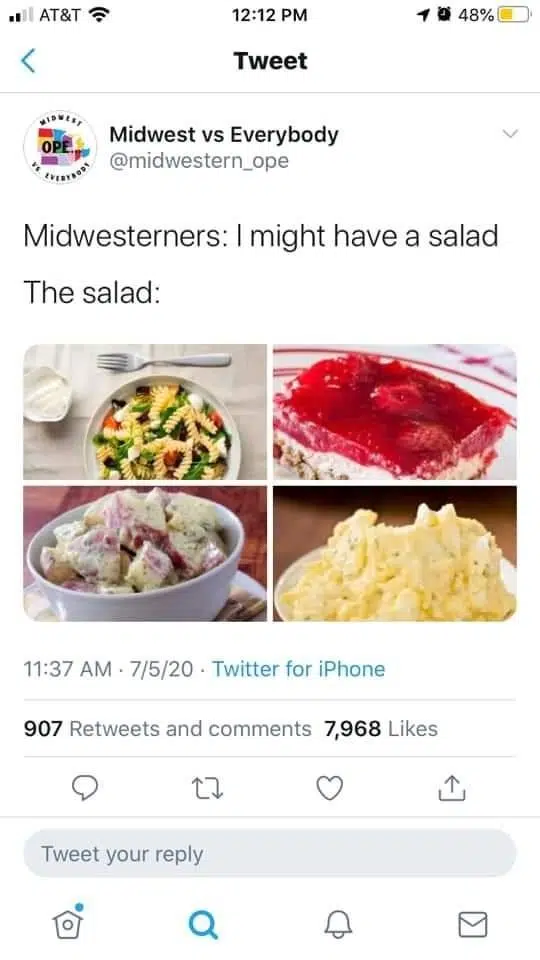 AT&T 12:12 PM 48%
Tweet
MIDWEST
OPE
VS EVERYBODY
Midwest vs Everybody
@midwestern_ope
Midwesterners: I might have a salad
The salad:
11:37 AM · 7/5/20 · Twitter for iPhone
907 Retweets and comments 7,968 Likes
Tweet your reply